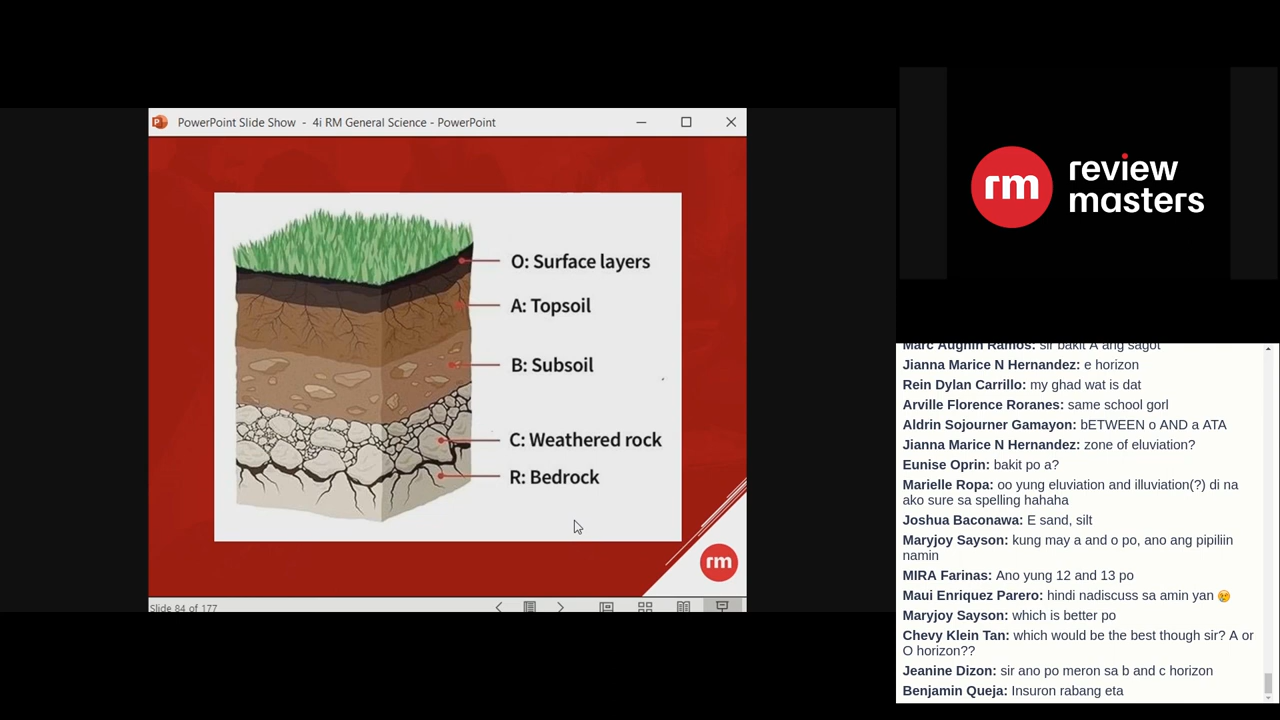 PowerPoint Slide Show - 4i RM General Science - PowerPoint
O: Surface layers
A: Topsoil
B: Subsoil
C: Weathered rock
R: Bedrock
rm
Slide 84 of 177
rm review
masters
Marc Aughin Ramos: sir bakit A ang sagot
Jianna Marice N Hernandez: e horizon
Rein Dylan Carrillo: my ghad wat is dat
Arville Florence Roranes: same school gorl
Aldrin Sojourner Gamayon: bETWEEN o AND a ATA
Jianna Marice N Hernandez: zone of eluviation?
Eunise Oprin: bakit po a?
Marielle Ropa: oo yung eluviation and illuviation(?) di na
ako sure sa spelling hahaha
Joshua Baconawa: E sand, silt
Maryjoy Sayson: kung may a and o po, ano ang pipiliin
namin
MIRA Farinas: Ano yung 12 and 13 po
Maui Enriquez Parero: hindi nadiscuss sa amin yan 😢
Maryjoy Sayson: which is better po
Chevy Klein Tan: which would be the best though sir? A or
O horizon??
Jeanine Dizon: sir ano po meron sa b and c horizon
Benjamin Queja: Insuron rabang eta